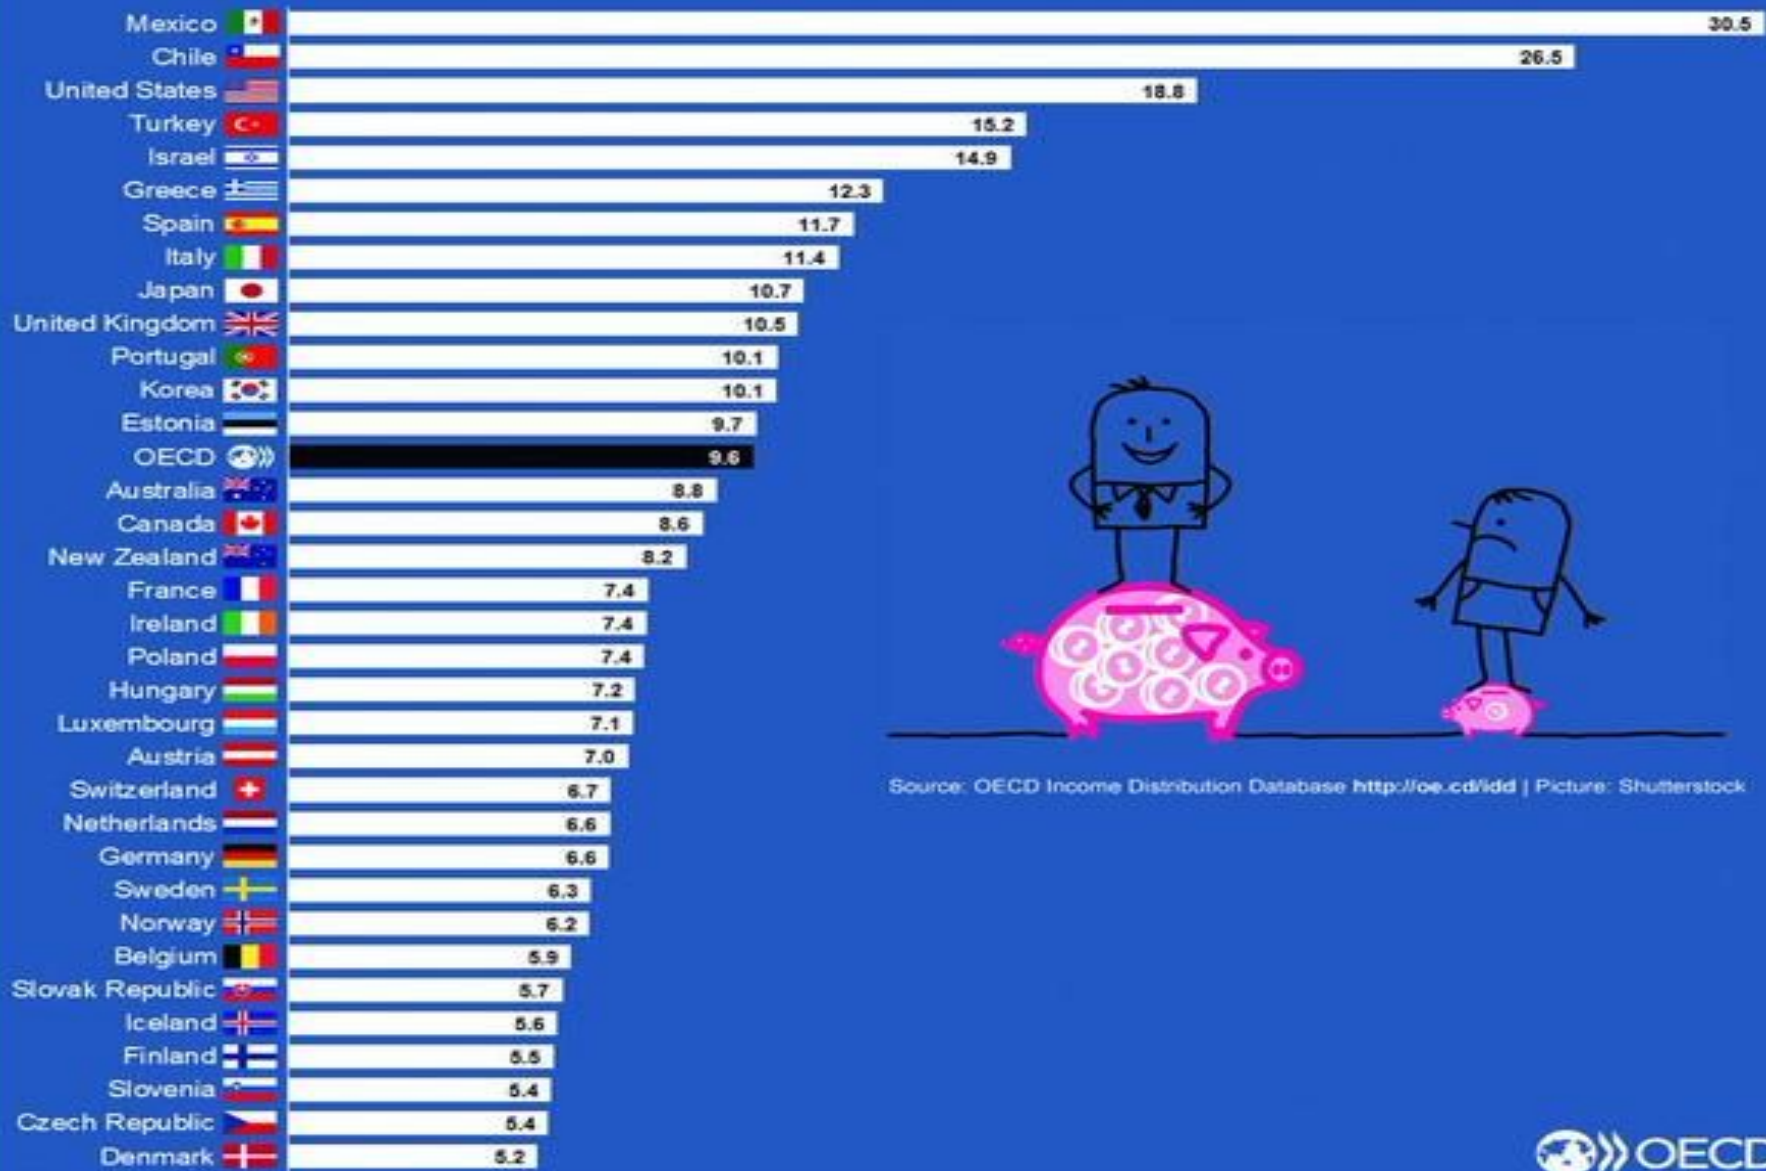 Mexico 30.5
Chile 26.5
United States 18.8
Turkey 15.2
Israel 14.9
Greece 12.3
Spain 11.7
Italy 11.4
Japan 10.7
United Kingdom 10.5
Portugal 10.1
Korea 10.1
Estonia 9.7
OECD 9.6
Australia 8.8
Canada 8.6
New Zealand 8.2
France 7.4
Ireland 7.4
Poland 7.4
Hungary 7.2
Luxembourg 7.1
Austria 7.0
Switzerland 6.7
Netherlands 6.6
Germany 6.6
Sweden 6.3
Norway 6.2
Belgium 5.9
Slovak Republic 5.7
Iceland 5.6
Finland 5.5
Slovenia 5.4
Czech Republic 5.4
Denmark 5.2
Source: OECD Income Distribution Database http://oe.cd/idd | Picture: Shutterstock
OECD